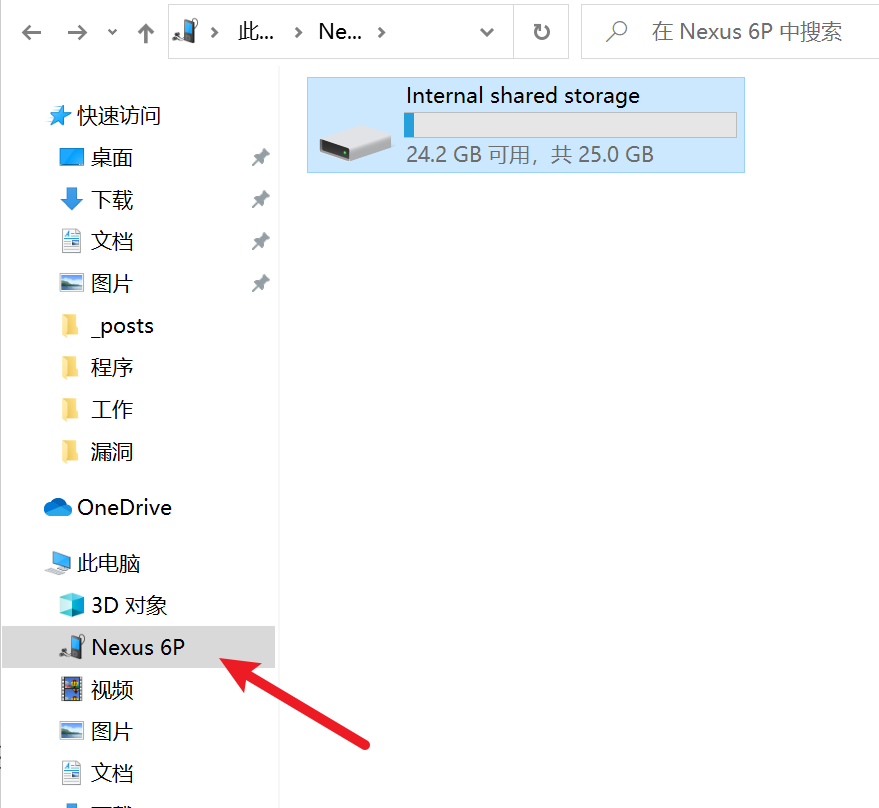 此...
Ne...
在 Nexus 6P 中搜索
快速访问
桌面
下载
文档
图片
_posts
程序
工作
漏洞
OneDrive
此电脑
3D 对象
Nexus 6P
视频
图片
文档
Internal shared storage
24.2 GB 可用，共 25.0 GB